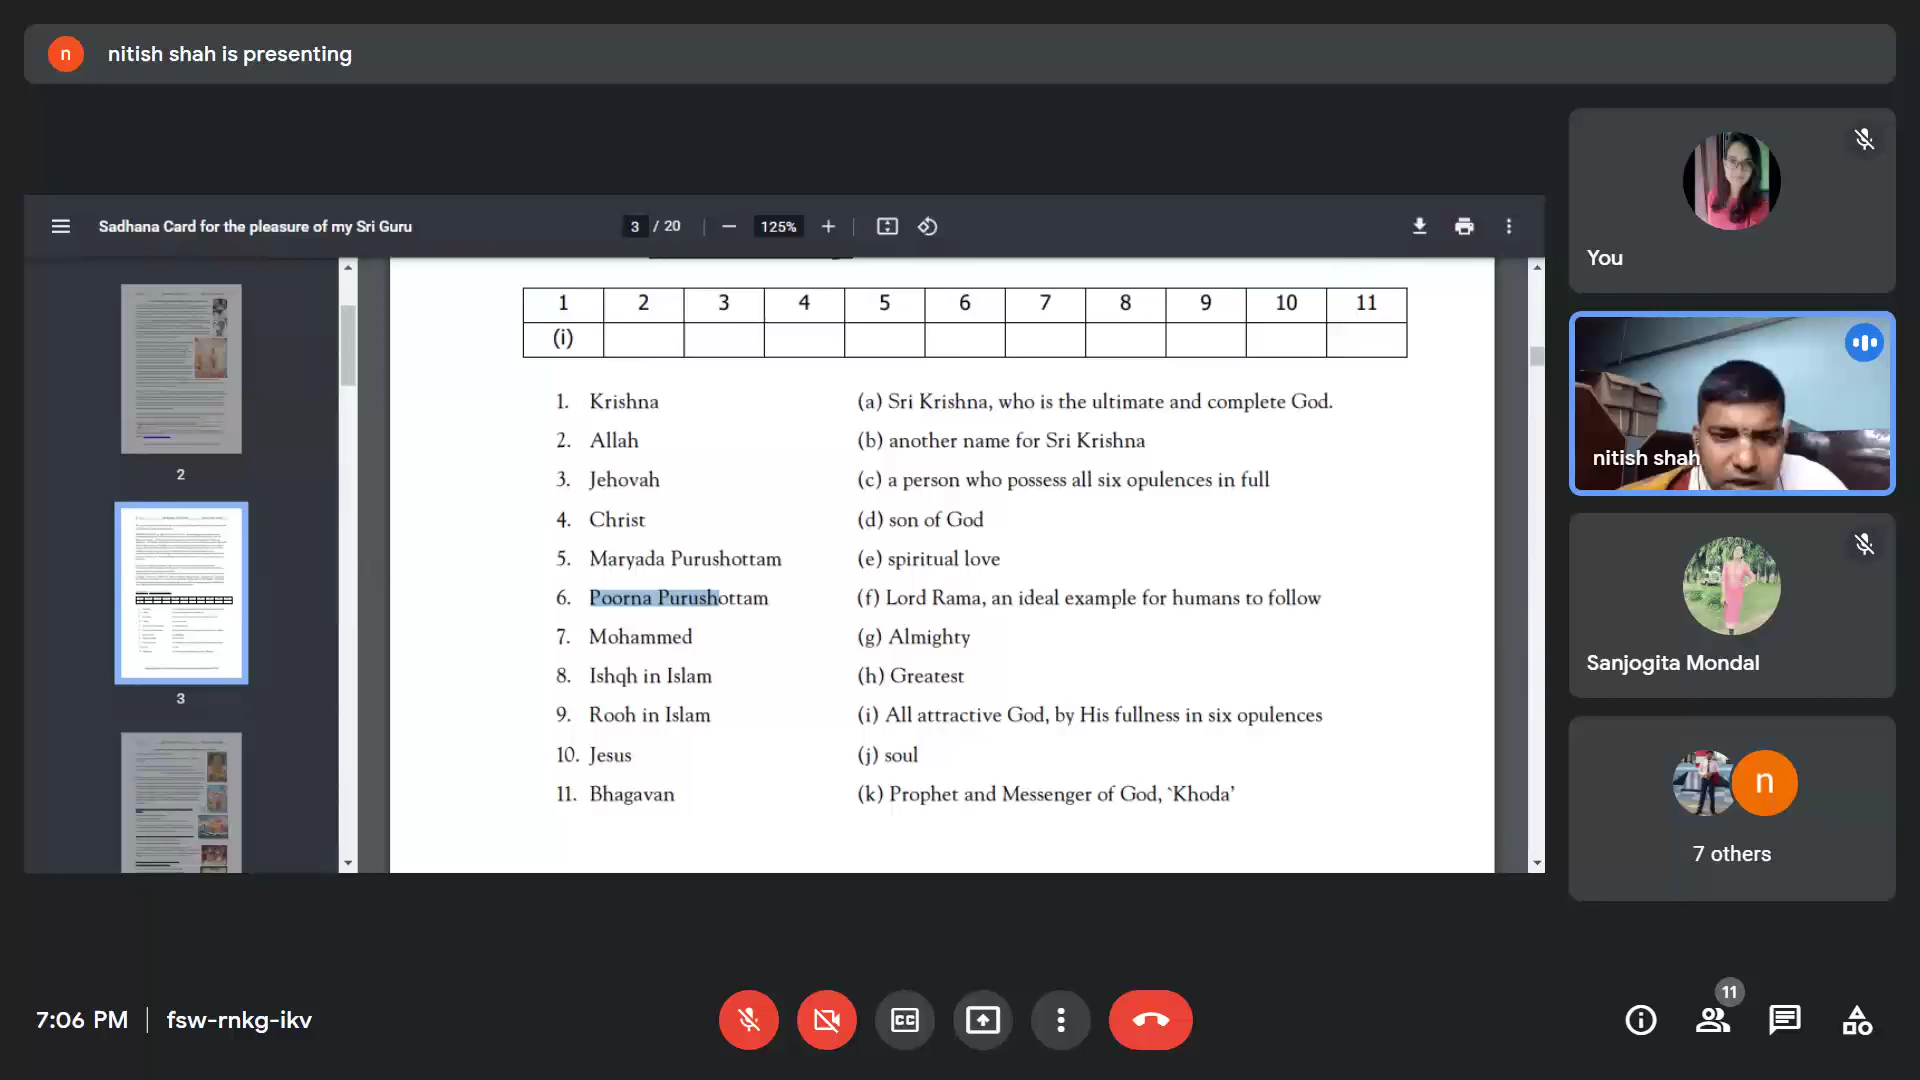 n nitish shah is presenting
Sadhana Card for the pleasure of my Sri Guru 3 / 20 125%
1 2 3 4 5 6 7 8 9 10 11
(i)
1. Krishna (a) Sri Krishna, who is the ultimate and complete God.
2. Allah (b) another name for Sri Krishna
3. Jehovah (c) a person who possess all six opulences in full
4. Christ (d) son of God
5. Maryada Purushottam (e) spiritual love
6. Poorna Purushottam (f) Lord Rama, an ideal example for humans to follow
7. Mohammed (g) Almighty
8. Ishqh in Islam (h) Greatest
9. Rooh in Islam (i) All attractive God, by His fullness in six opulences
10. Jesus (j) soul
11. Bhagavan (k) Prophet and Messenger of God, `Khoda'
2
3
You
nitish shah
Sanjogita Mondal
n
7 others
7:06 PM fsw-rnkg-ikv
CC
11